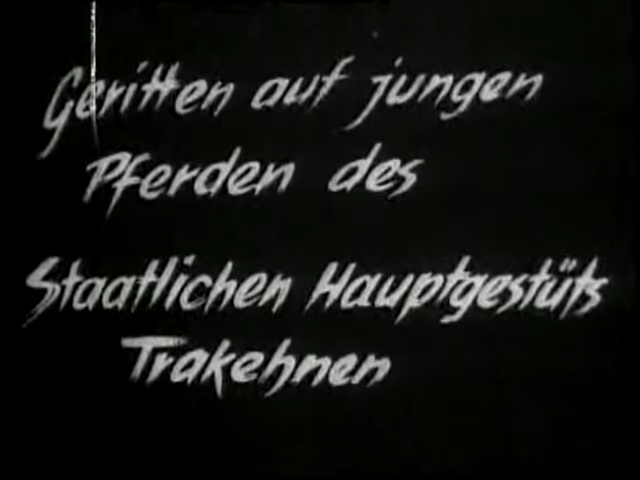 Geritten auf jungen
Pferden des
Staatlichen Hauptgestüts
Trakehnen